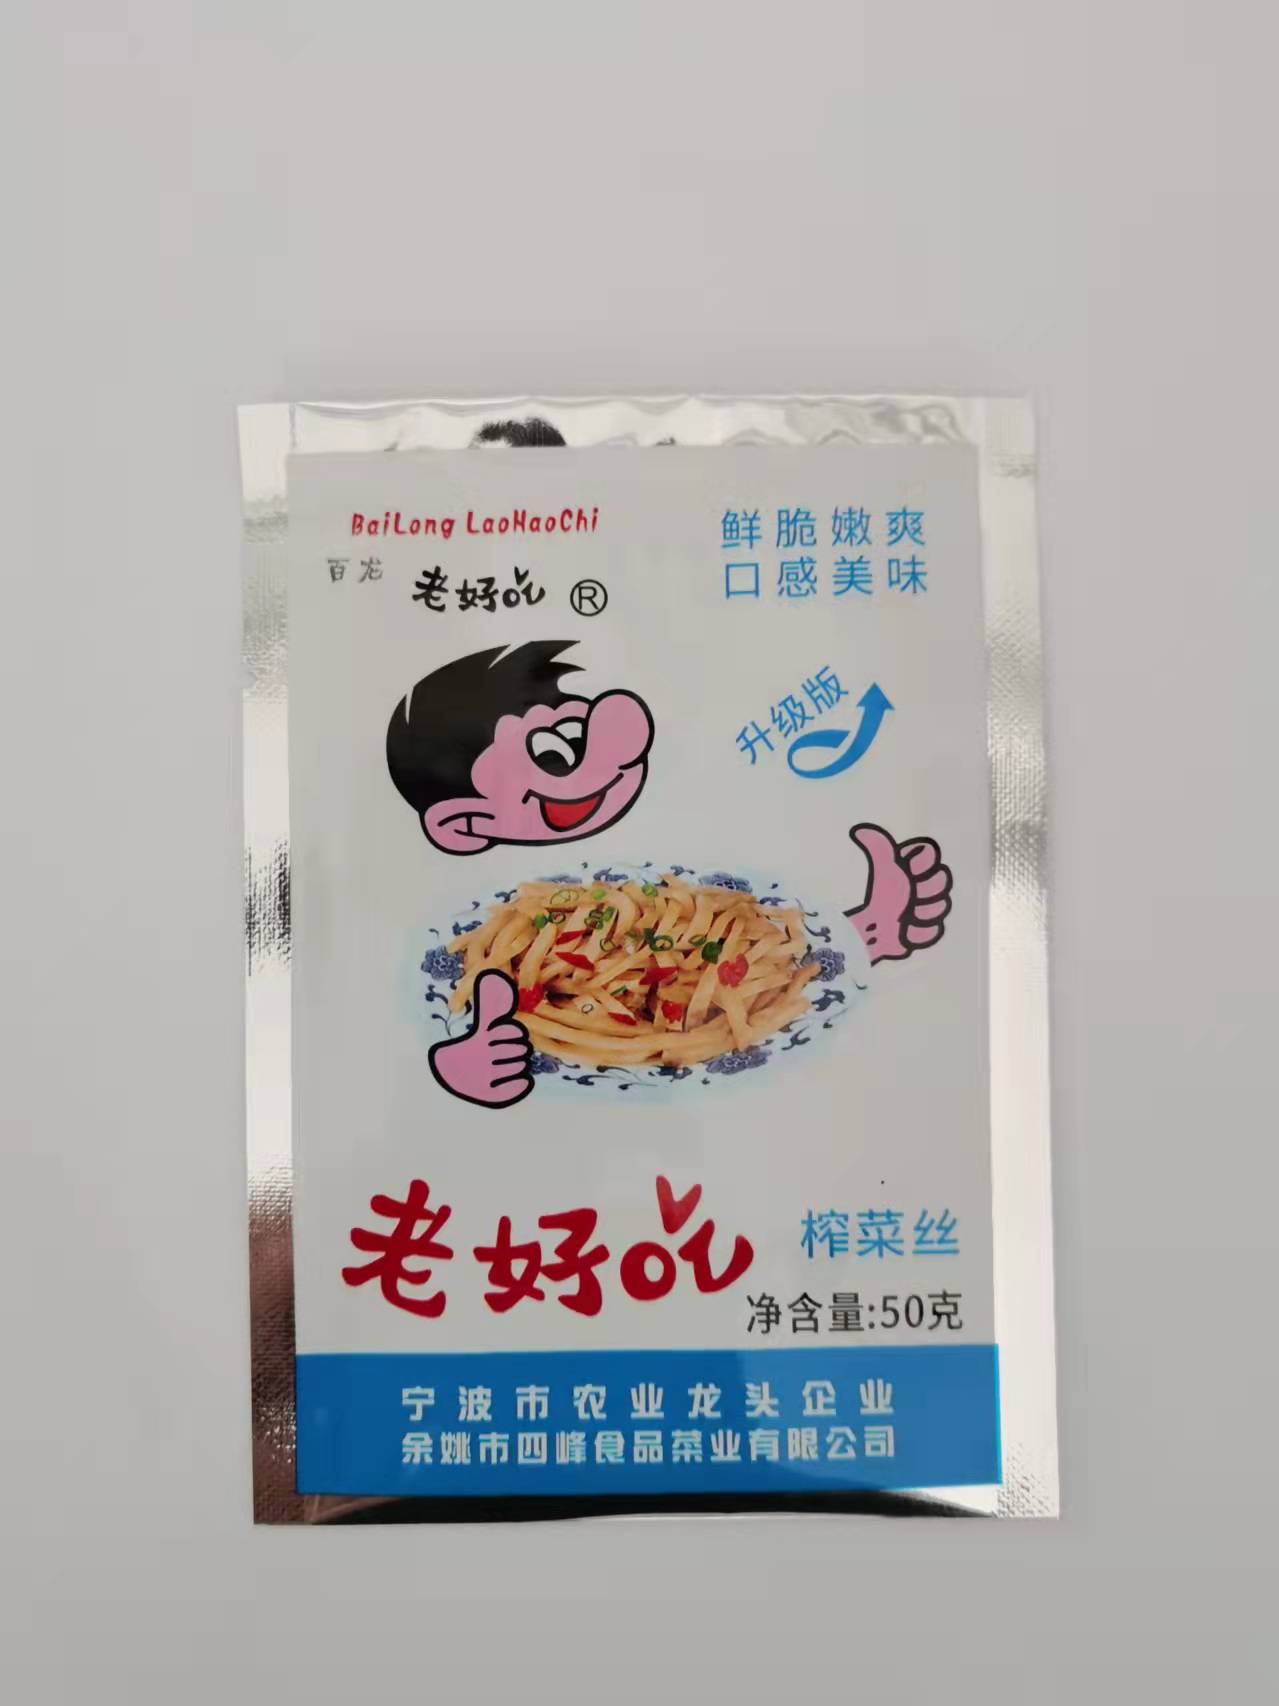 BaiLong LaoHaoChi
百龙 老好吃 ®
鲜脆嫩爽
口感美味
升级版
老好吃 榨菜丝
净含量:50克
宁波市农业龙头企业
余姚市四峰食品菜业有限公司